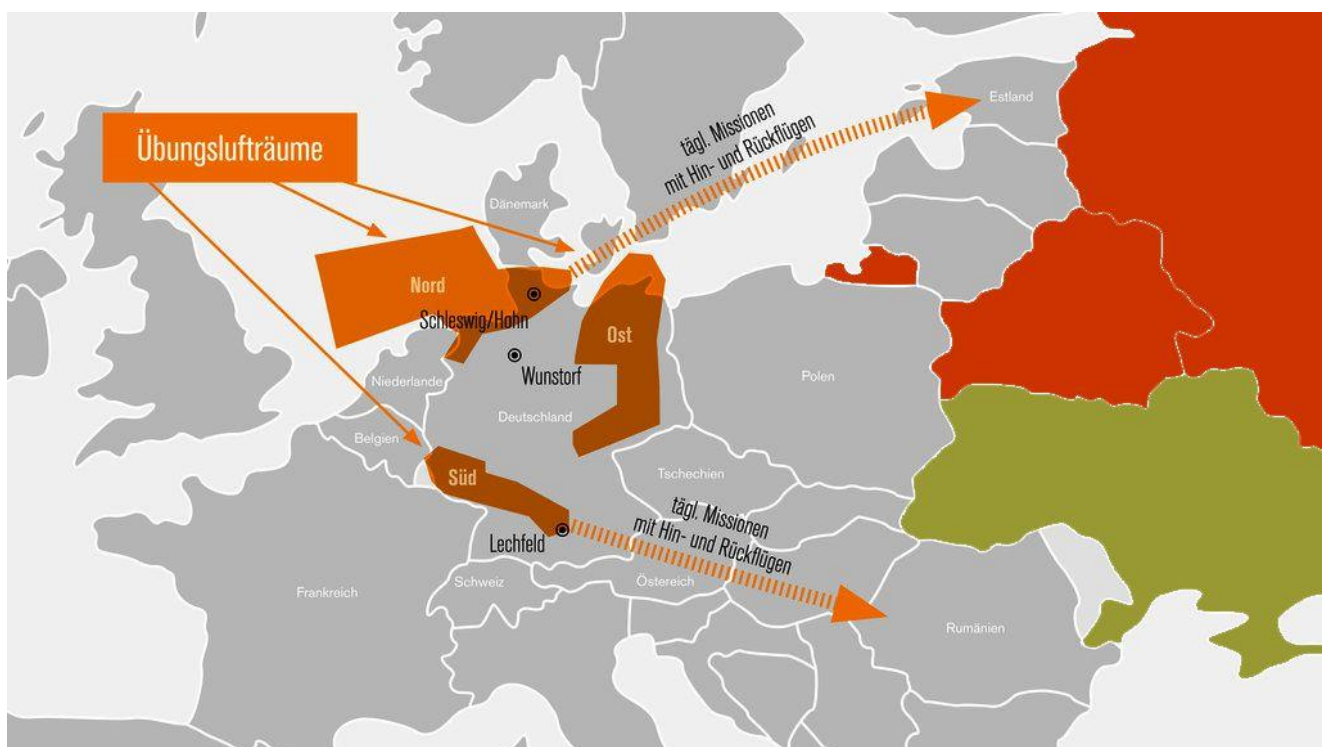 Estland
tägl. Missionen
mit Hin- und Rückflügen
Übungslufträume
Dänemark
Nord
Schleswig/Hohn
Ost
Wunstorf
Niederlande
Polen
Deutschland
Belgien
Süd
Tschechien
tägl. Missionen
mit Hin- und Rückflügen
Lechfeld
Schweiz
Östereich
Frankreich
Rumänien